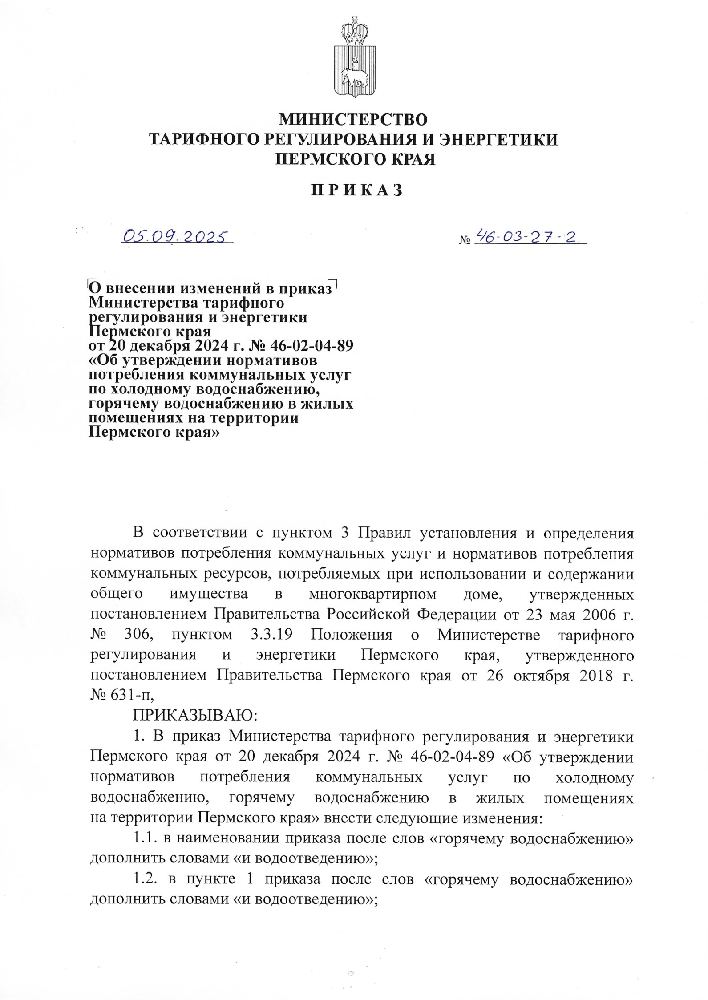 МИНИСТЕРСТВО
ТАРИФНОГО РЕГУЛИРОВАНИЯ И ЭНЕРГЕТИКИ
ПЕРМСКОГО КРАЯ
П Р И К А З
05.09.2025
№ 46-03-27-2
О внесении изменений в приказ
Министерства тарифного
регулирования и энергетики
Пермского края
от 20 декабря 2024 г. № 46-02-04-89
«Об утверждении нормативов
потребления коммунальных услуг
по холодному водоснабжению,
горячему водоснабжению в жилых
помещениях на территории
Пермского края»
В соответствии с пунктом 3 Правил установления и определения
нормативов потребления коммунальных услуг и нормативов потребления
коммунальных ресурсов, потребляемых при использовании и содержании
общего имущества в многоквартирном доме, утвержденных
постановлением Правительства Российской Федерации от 23 мая 2006 г.
№ 306, пунктом 3.3.19 Положения о Министерстве тарифного
регулирования и энергетики Пермского края, утвержденного
постановлением Правительства Пермского края от 26 октября 2018 г.
№ 631-п,
ПРИКАЗЫВАЮ:
1. В приказ Министерства тарифного регулирования и энергетики
Пермского края от 20 декабря 2024 г. № 46-02-04-89 «Об утверждении
нормативов потребления коммунальных услуг по холодному
водоснабжению, горячему водоснабжению в жилых помещениях
на территории Пермского края» внести следующие изменения:
1.1. в наименовании приказа после слов «горячему водоснабжению»
дополнить словами «и водоотведению»;
1.2. в пункте 1 приказа после слов «горячему водоснабжению»
дополнить словами «и водоотведению»;